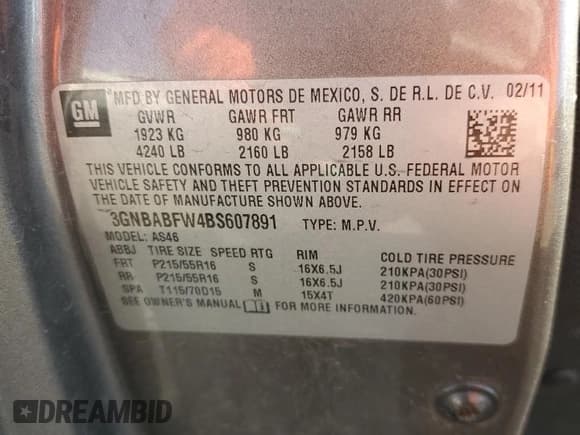 GM
*MFD BY GENERAL MOTORS DE MEXICO, S. DE R.L. DE C.V. 02/11
GVWR GAWR FRT GAWR RR
1923 KG 980 KG 979 KG
4240 LB 2160 LB 2158 LB
THIS VEHICLE CONFORMS TO ALL APPLICABLE U.S. FEDERAL MOTOR
VEHICLE SAFETY AND THEFT PREVENTION STANDARDS IN EFFECT ON
THE DATE OF MANUFACTURE SHOWN ABOVE.
3GNBABFW4BS607891 TYPE: M.P.V.
MODEL: AS46
ABBJ TIRE SIZE SPEED RTG RIM COLD TIRE PRESSURE
FRT P215/55R16 S 16X6.5J 210KPA(30PSI)
RR P215/55R16 S 16X6.5J 210KPA(30PSI)
SPA T115/70D15 M 15X4T 420KPA(60PSI)
SEE OWNER'S MANUAL FOR MORE INFORMATION.
DREAMBID